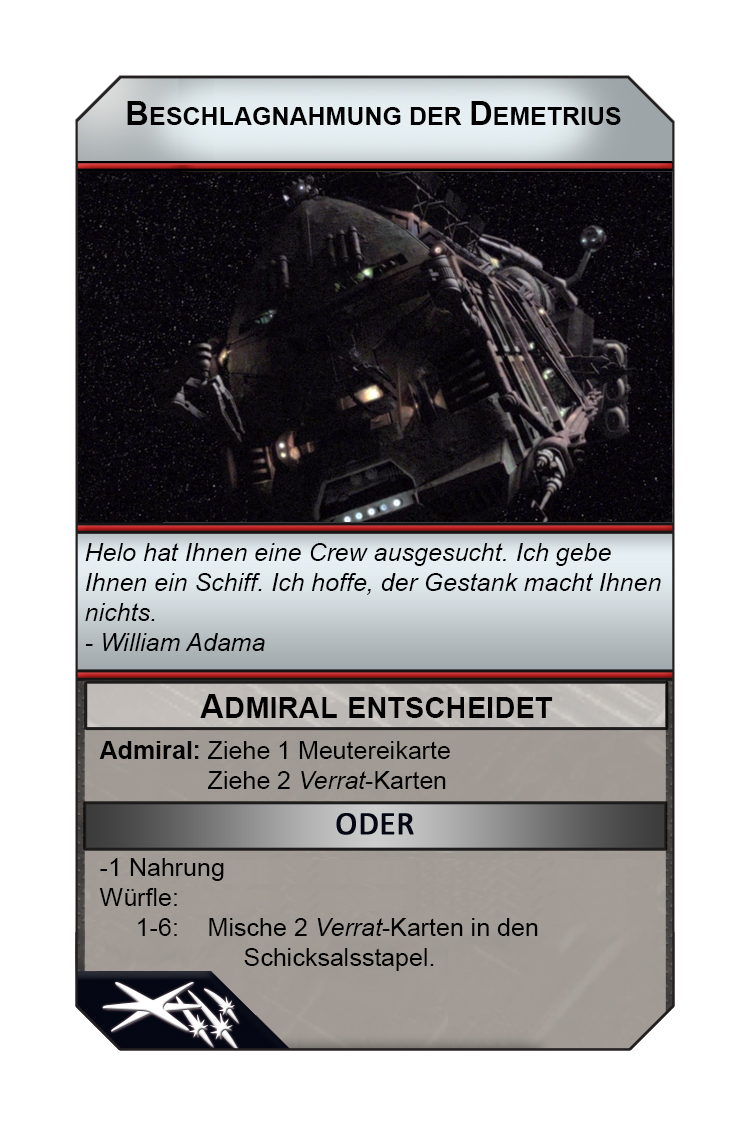 Beschlagnahmung der Demetrius
Helo hat Ihnen eine Crew ausgesucht. Ich gebe
Ihnen ein Schiff. Ich hoffe, der Gestank macht Ihnen
nichts.
- William Adama
Admiral entscheidet
Admiral: Ziehe 1 Meutereikarte
Ziehe 2 Verrat-Karten
ODER
-1 Nahrung
Würfle:
1-6: Mische 2 Verrat-Karten in den
Schicksalsstapel.